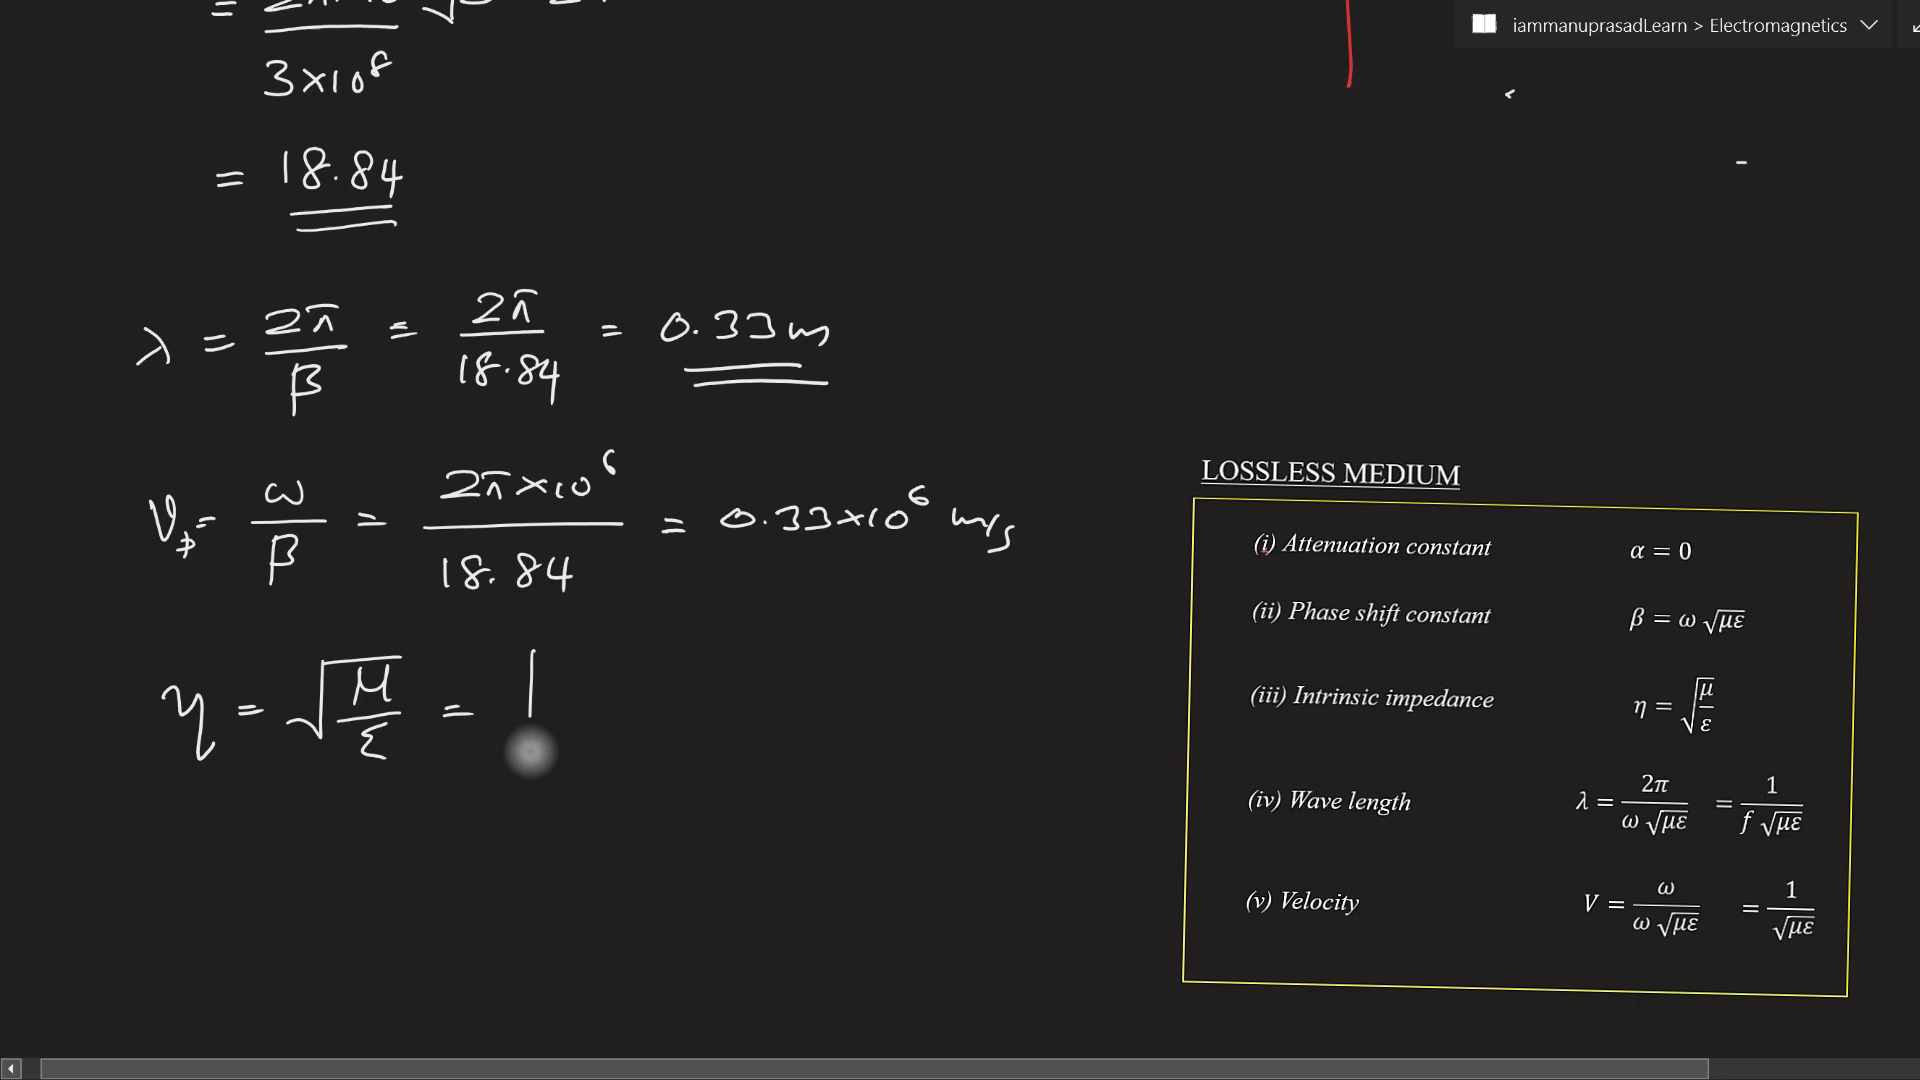 iammanuprasadLearn > Electromagnetics
3×10⁸
= 18.84
λ = 2π/β = 2π/18.84 = 0.33 m
Vₚ = ω/β = 2π×10⁶/18.84 = 0.33×10⁶ m/s
η = √(μ/ε) =
LOSSLESS MEDIUM
(i) Attenuation constant α = 0
(ii) Phase shift constant β = ω √με
(iii) Intrinsic impedance η = √(μ/ε)
(iv) Wave length λ = 2π/(ω √με) = 1/(f √με)
(v) Velocity V = ω/(ω √με) = 1/√με